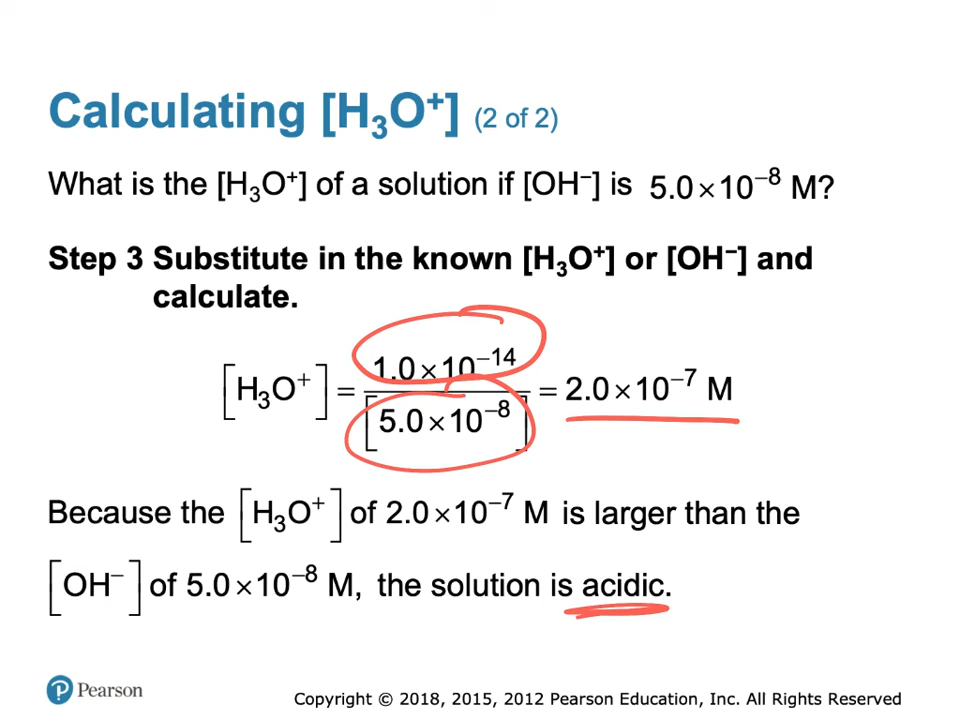 Calculating [H₃O⁺] (2 of 2)
What is the [H₃O⁺] of a solution if [OH⁻] is 5.0×10⁻⁸ M?
Step 3 Substitute in the known [H₃O⁺] or [OH⁻] and
calculate.
[H₃O⁺] = 1.0×10⁻¹⁴ / [5.0×10⁻⁸] = 2.0×10⁻⁷ M
Because the [H₃O⁺] of 2.0×10⁻⁷ M is larger than the
[OH⁻] of 5.0×10⁻⁸ M, the solution is acidic.
P Pearson
Copyright © 2018, 2015, 2012 Pearson Education, Inc. All Rights Reserved